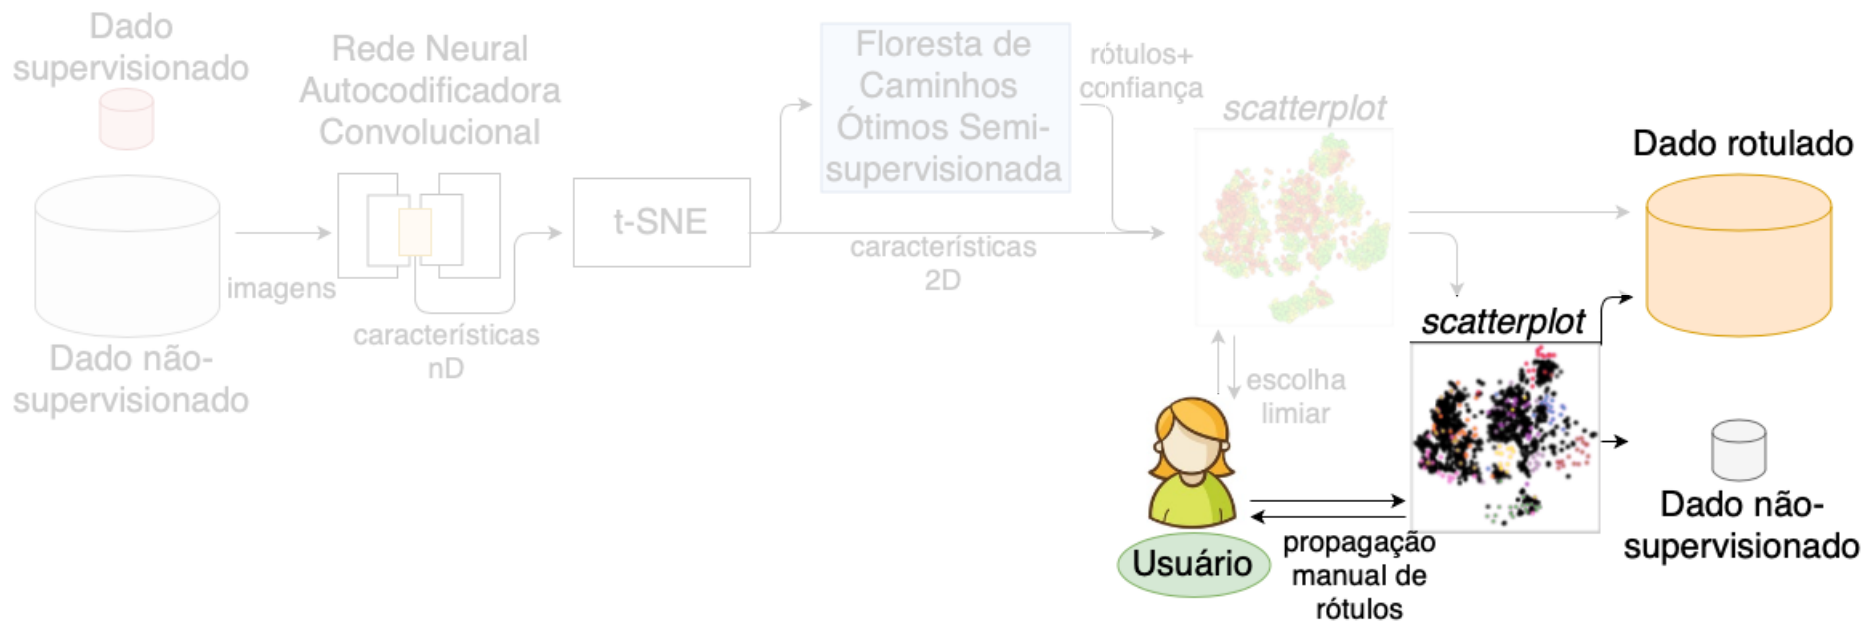 Dado
supervisionado
Dado não-
supervisionado
imagens
Rede Neural
Autocodificadora
Convolucional
características
nD
t-SNE
Floresta de
Caminhos
Ótimos Semi-
supervisionada
características
2D
rótulos+
confiança
scatterplot
escolha
limiar
Usuário
propagação
manual de
rótulos
scatterplot
Dado rotulado
Dado não-
supervisionado